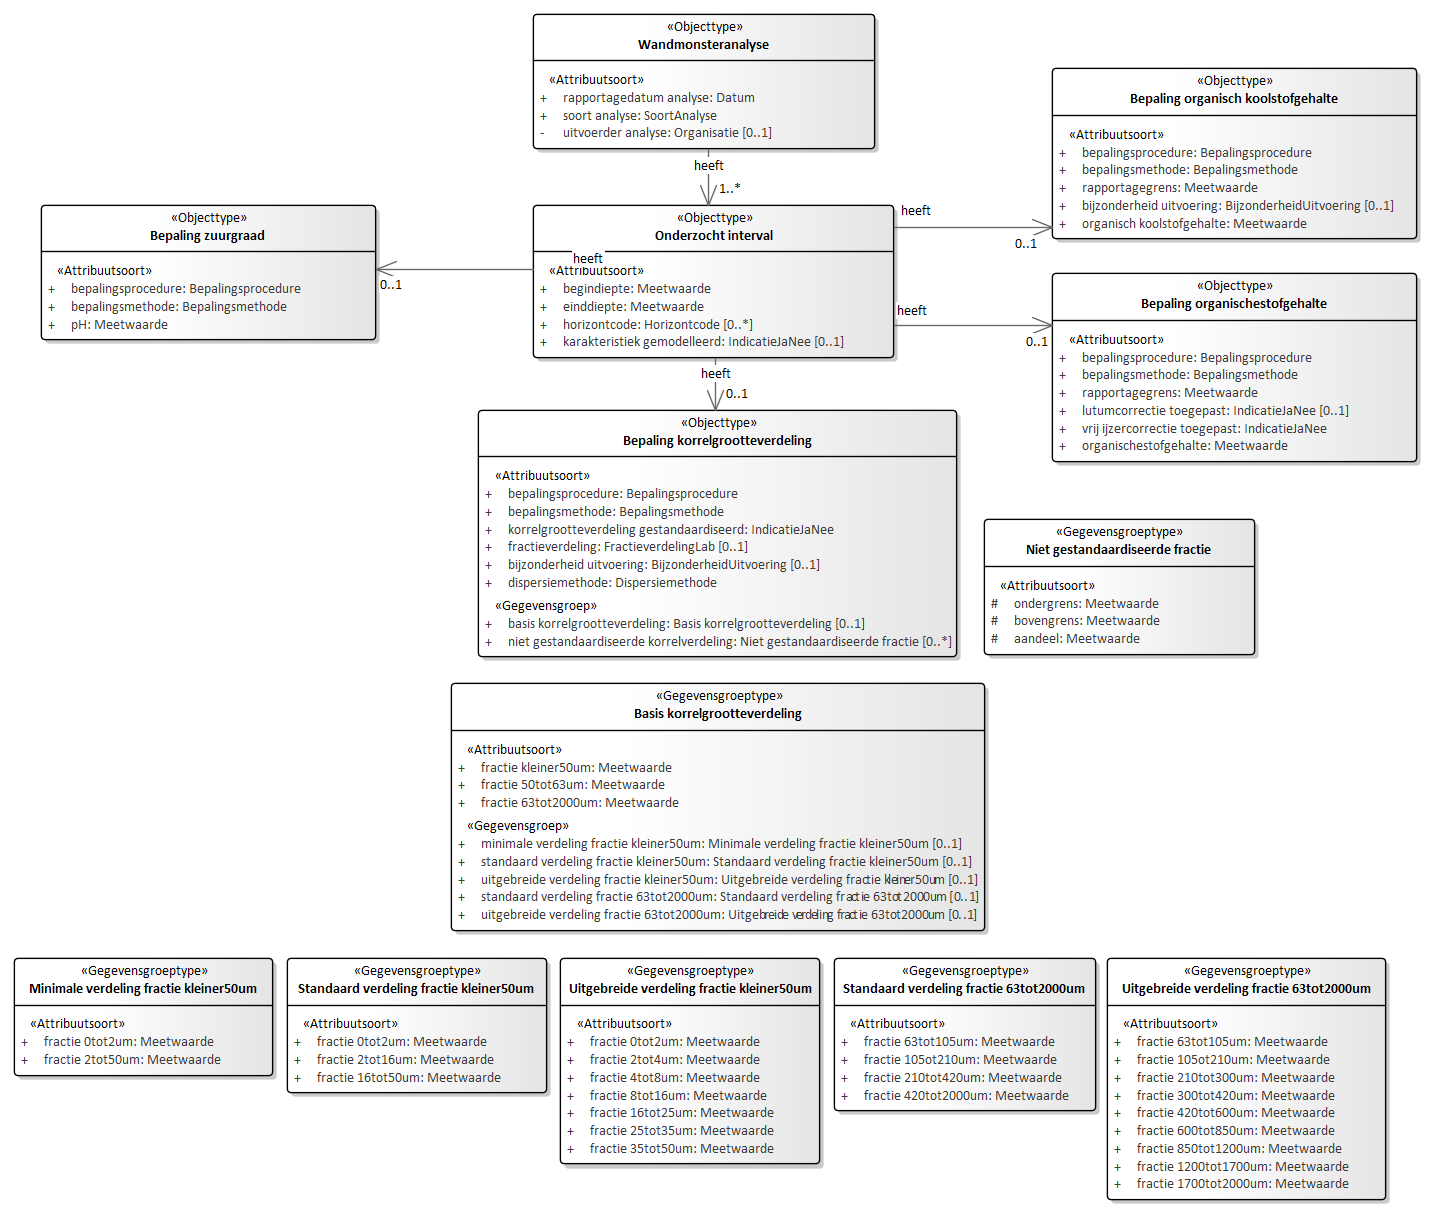 «Objecttype»
Wandmonsteranalyse
«Attribuutsoort»
+ rapportagedatum analyse: Datum
+ soort analyse: SoortAnalyse
- uitvoerder analyse: Organisatie [0..1]
heeft
1..*
«Objecttype»
Bepaling organisch koolstofgehalte
«Attribuutsoort»
+ bepalingsprocedure: Bepalingsprocedure
+ bepalingsmethode: Bepalingsmethode
+ rapportagegrens: Meetwaarde
+ bijzonderheid uitvoering: BijzonderheidUitvoering [0..1]
+ organisch koolstofgehalte: Meetwaarde
«Objecttype»
Bepaling zuurgraad
«Attribuutsoort»
+ bepalingsprocedure: Bepalingsprocedure
+ bepalingsmethode: Bepalingsmethode
+ pH: Meetwaarde
heeft
0..1
«Objecttype»
Onderzocht interval
«Attribuutsoort»
+ begindiepte: Meetwaarde
+ einddiepte: Meetwaarde
+ horizontcode: Horizontcode [0..*]
+ karakteristiek gemodelleerd: IndicatieJaNee [0..1]
heeft
0..1
heeft
0..1
«Objecttype»
Bepaling organischestofgehalte
«Attribuutsoort»
+ bepalingsprocedure: Bepalingsprocedure
+ bepalingsmethode: Bepalingsmethode
+ rapportagegrens: Meetwaarde
+ lutumcorrectie toegepast: IndicatieJaNee [0..1]
+ vrij ijzercorrectie toegepast: IndicatieJaNee
+ organischestofgehalte: Meetwaarde
heeft
0..1
«Objecttype»
Bepaling korrelgrootteverdeling
«Attribuutsoort»
+ bepalingsprocedure: Bepalingsprocedure
+ bepalingsmethode: Bepalingsmethode
+ korrelgrootteverdeling gestandaardiseerd: IndicatieJaNee
+ fractieverdeling: FractieverdelingLab [0..1]
+ bijzonderheid uitvoering: BijzonderheidUitvoering [0..1]
+ dispersiemethode: Dispersiemethode
«Gegevensgroep»
+ basis korrelgrootteverdeling: Basis korrelgrootteverdeling [0..1]
+ niet gestandaardiseerde korrelverdeling: Niet gestandaardiseerde fractie [0..*]
«Gegevensgroeptype»
Niet gestandaardiseerde fractie
«Attribuutsoort»
# ondergrens: Meetwaarde
# bovengrens: Meetwaarde
# aandeel: Meetwaarde
«Gegevensgroeptype»
Basis korrelgrootteverdeling
«Attribuutsoort»
+ fractie kleiner50um: Meetwaarde
+ fractie 50tot63um: Meetwaarde
+ fractie 63tot2000um: Meetwaarde
«Gegevensgroep»
+ minimale verdeling fractie kleiner50um: Minimale verdeling fractie kleiner50um [0..1]
+ standaard verdeling fractie kleiner50um: Standaard verdeling fractie kleiner50um [0..1]
+ uitgebreide verdeling fractie kleiner50um: Uitgebreide verdeling fractie kleiner50um [0..1]
+ standaard verdeling fractie 63tot2000um: Standaard verdeling fractie 63tot2000um [0..1]
+ uitgebreide verdeling fractie 63tot2000um: Uitgebreide verdeling fractie 63tot2000um [0..1]
«Gegevensgroeptype»
Minimale verdeling fractie kleiner50um
«Attribuutsoort»
+ fractie 0tot2um: Meetwaarde
+ fractie 2tot50um: Meetwaarde
«Gegevensgroeptype»
Standaard verdeling fractie kleiner50um
«Attribuutsoort»
+ fractie 0tot2um: Meetwaarde
+ fractie 2tot16um: Meetwaarde
+ fractie 16tot50um: Meetwaarde
«Gegevensgroeptype»
Uitgebreide verdeling fractie kleiner50um
«Attribuutsoort»
+ fractie 0tot2um: Meetwaarde
+ fractie 2tot4um: Meetwaarde
+ fractie 4tot8um: Meetwaarde
+ fractie 8tot16um: Meetwaarde
+ fractie 16tot25um: Meetwaarde
+ fractie 25tot35um: Meetwaarde
+ fractie 35tot50um: Meetwaarde
«Gegevensgroeptype»
Standaard verdeling fractie 63tot2000um
«Attribuutsoort»
+ fractie 63tot105um: Meetwaarde
+ fractie 105ot210um: Meetwaarde
+ fractie 210tot420um: Meetwaarde
+ fractie 420tot2000um: Meetwaarde
«Gegevensgroeptype»
Uitgebreide verdeling fractie 63tot2000um
«Attribuutsoort»
+ fractie 63tot105um: Meetwaarde
+ fractie 105ot210um: Meetwaarde
+ fractie 210tot300um: Meetwaarde
+ fractie 300tot420um: Meetwaarde
+ fractie 420tot600um: Meetwaarde
+ fractie 600tot850um: Meetwaarde
+ fractie 850tot1200um: Meetwaarde
+ fractie 1200tot1700um: Meetwaarde
+ fractie 1700tot2000um: Meetwaarde